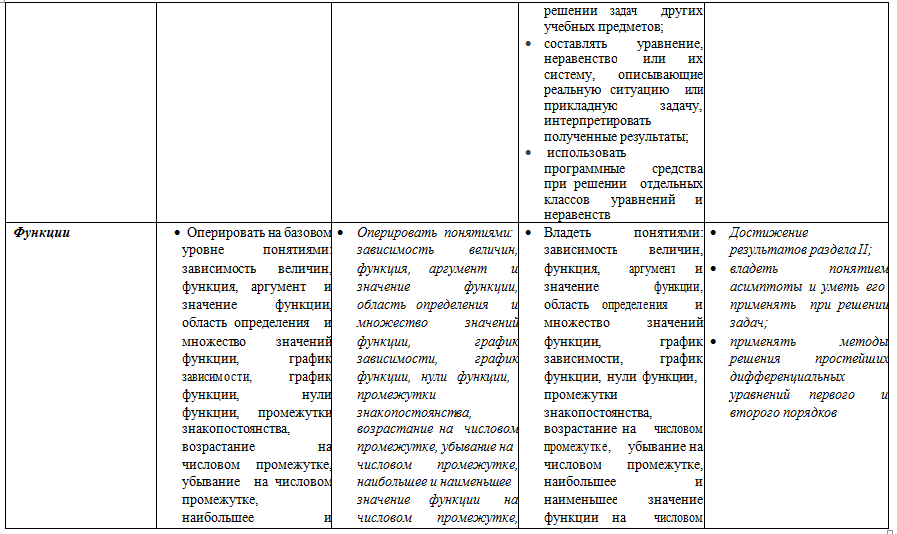 решении задач других
учебных предметов;
• составлять уравнение,
неравенство или их
систему, описывающие
реальную ситуацию или
прикладную задачу,
интерпретировать
полученные результаты;
• использовать
программные средства
при решении отдельных
классов уравнений и
неравенств
Функции
• Оперировать на базовом
уровне понятиями:
зависимость величин,
функция, аргумент и
значение функции,
область определения и
множество значений
функции, график
зависимости, график
функции, нули
функции, промежутки
знакопостоянства,
возрастание на
числовом промежутке,
убывание на числовом
промежутке,
наибольшее и
• Оперировать понятиями:
зависимость величин,
функция, аргумент и
значение функции,
область определения и
множество значений
функции, график
зависимости, график
функции, нули функции,
промежутки
знакопостоянства,
возрастание на числовом
промежутке, убывание на
числовом промежутке,
наибольшее и наименьшее
значение функции на
числовом промежутке,
• Владеть понятиями:
зависимость величин,
функция, аргумент и
значение функции,
область определения и
множество значений
функции, график
зависимости, график
функции, нули функции,
промежутки
знакопостоянства,
возрастание на числовом
промежутке, убывание на
числовом промежутке,
наибольшее и
наименьшее значение
функции на числовом
• Достижение
результатов раздела II;
• владеть понятием
асимптоты и уметь его
применять при решении
задач;
• применять методы
решения простейших
дифференциальных
уравнений первого и
второго порядков